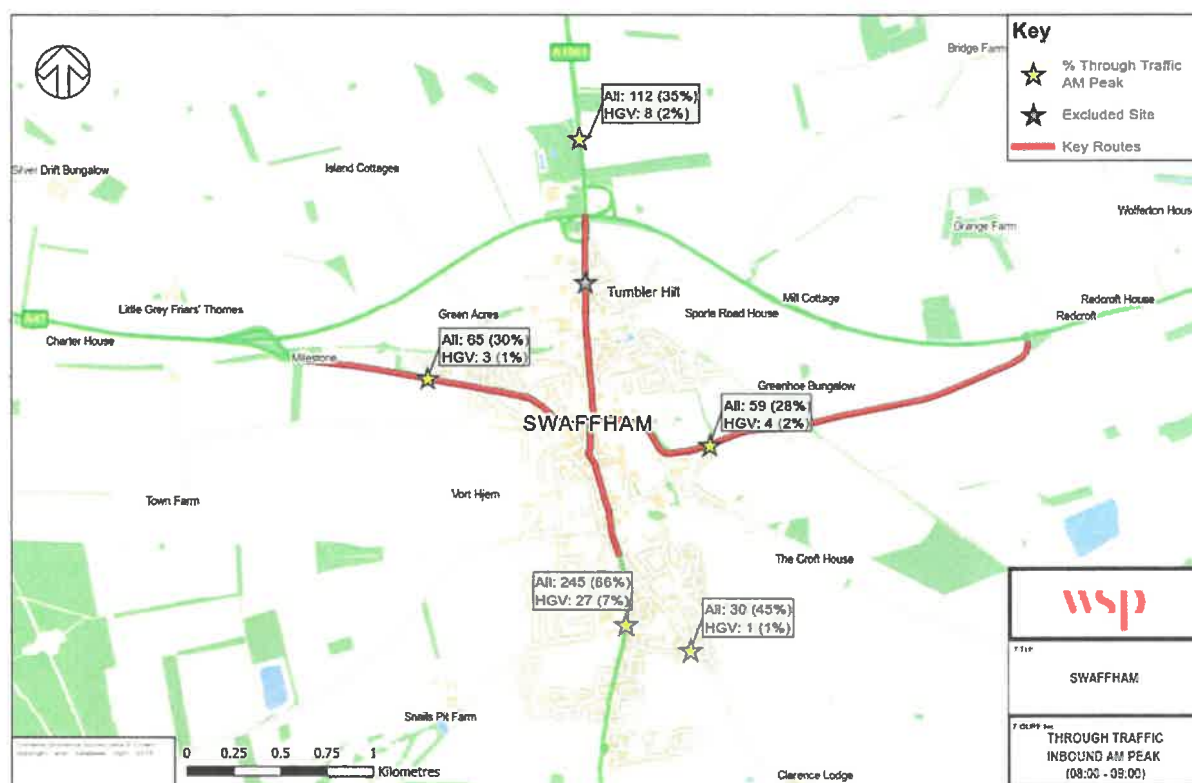 Key
% Through Traffic
AM Peak
Excluded Site
Key Routes
Bridge Farm
All: 112 (35%)
HGV: 8 (2%)
Island Cottages
Silver Drift Bungalow
Wolferton House
Grange Farm
Tumbler Hill
Mill Cottage
Redcroft House
Redcroft
Little Grey Friars' Thornes
Green Acres
Sporle Road House
A47
Charter House
All: 65 (30%)
HGV: 3 (1%)
Milestone
Greenhoe Bungalow
All: 59 (28%)
HGV: 4 (2%)
SWAFFHAM
Vort Hjem
Town Farm
The Croft House
All: 245 (66%)
HGV: 27 (7%)
All: 30 (45%)
HGV: 1 (1%)
wsp
SWAFFHAM
Snails Pit Farm
THROUGH TRAFFIC
INBOUND AM PEAK
(08:00 - 09:00)
0 0.25 0.5 0.75 1
Kilometres
Clarence Lodge